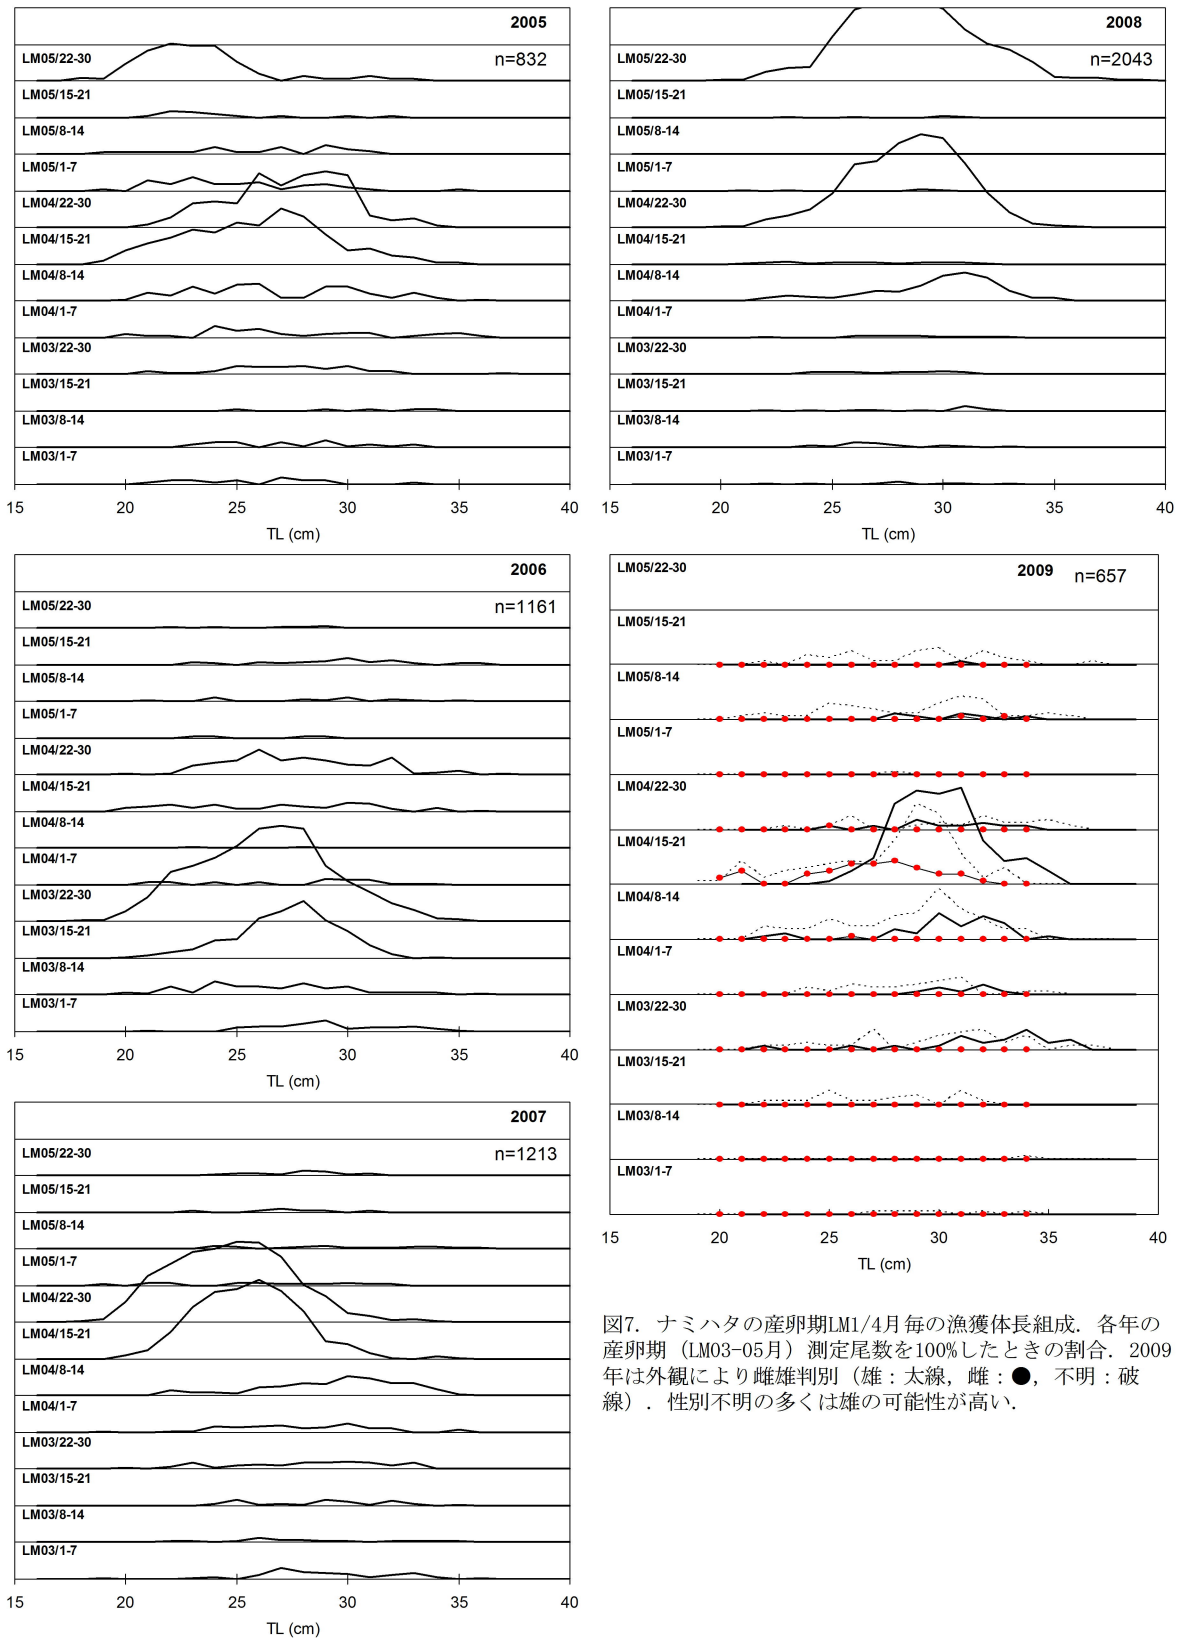 2005
n=832
LM05/22-30
LM05/15-21
LM05/8-14
LM05/1-7
LM04/22-30
LM04/15-21
LM04/8-14
LM04/1-7
LM03/22-30
LM03/15-21
LM03/8-14
LM03/1-7
15 20 25 30 35 40
TL (cm)
2008
n=2043
LM05/22-30
LM05/15-21
LM05/8-14
LM05/1-7
LM04/22-30
LM04/15-21
LM04/8-14
LM04/1-7
LM03/22-30
LM03/15-21
LM03/8-14
LM03/1-7
15 20 25 30 35 40
TL (cm)
2006
n=1161
LM05/22-30
LM05/15-21
LM05/8-14
LM05/1-7
LM04/22-30
LM04/15-21
LM04/8-14
LM04/1-7
LM03/22-30
LM03/15-21
LM03/8-14
LM03/1-7
15 20 25 30 35 40
TL (cm)
2009 n=657
LM05/22-30
LM05/15-21
LM05/8-14
LM05/1-7
LM04/22-30
LM04/15-21
LM04/8-14
LM04/1-7
LM03/22-30
LM03/15-21
LM03/8-14
LM03/1-7
15 20 25 30 35 40
TL (cm)
2007
n=1213
LM05/22-30
LM05/15-21
LM05/8-14
LM05/1-7
LM04/22-30
LM04/15-21
LM04/8-14
LM04/1-7
LM03/22-30
LM03/15-21
LM03/8-14
LM03/1-7
15 20 25 30 35 40
TL (cm)
図7．ナミハタの産卵期LM1/4月毎の漁獲体長組成．各年の
産卵期（LM03-05月）測定尾数を100%したときの割合．2009
年は外観により雌雄判別（雄：太線，雌：●，不明：破
線）．性別不明の多くは雄の可能性が高い．